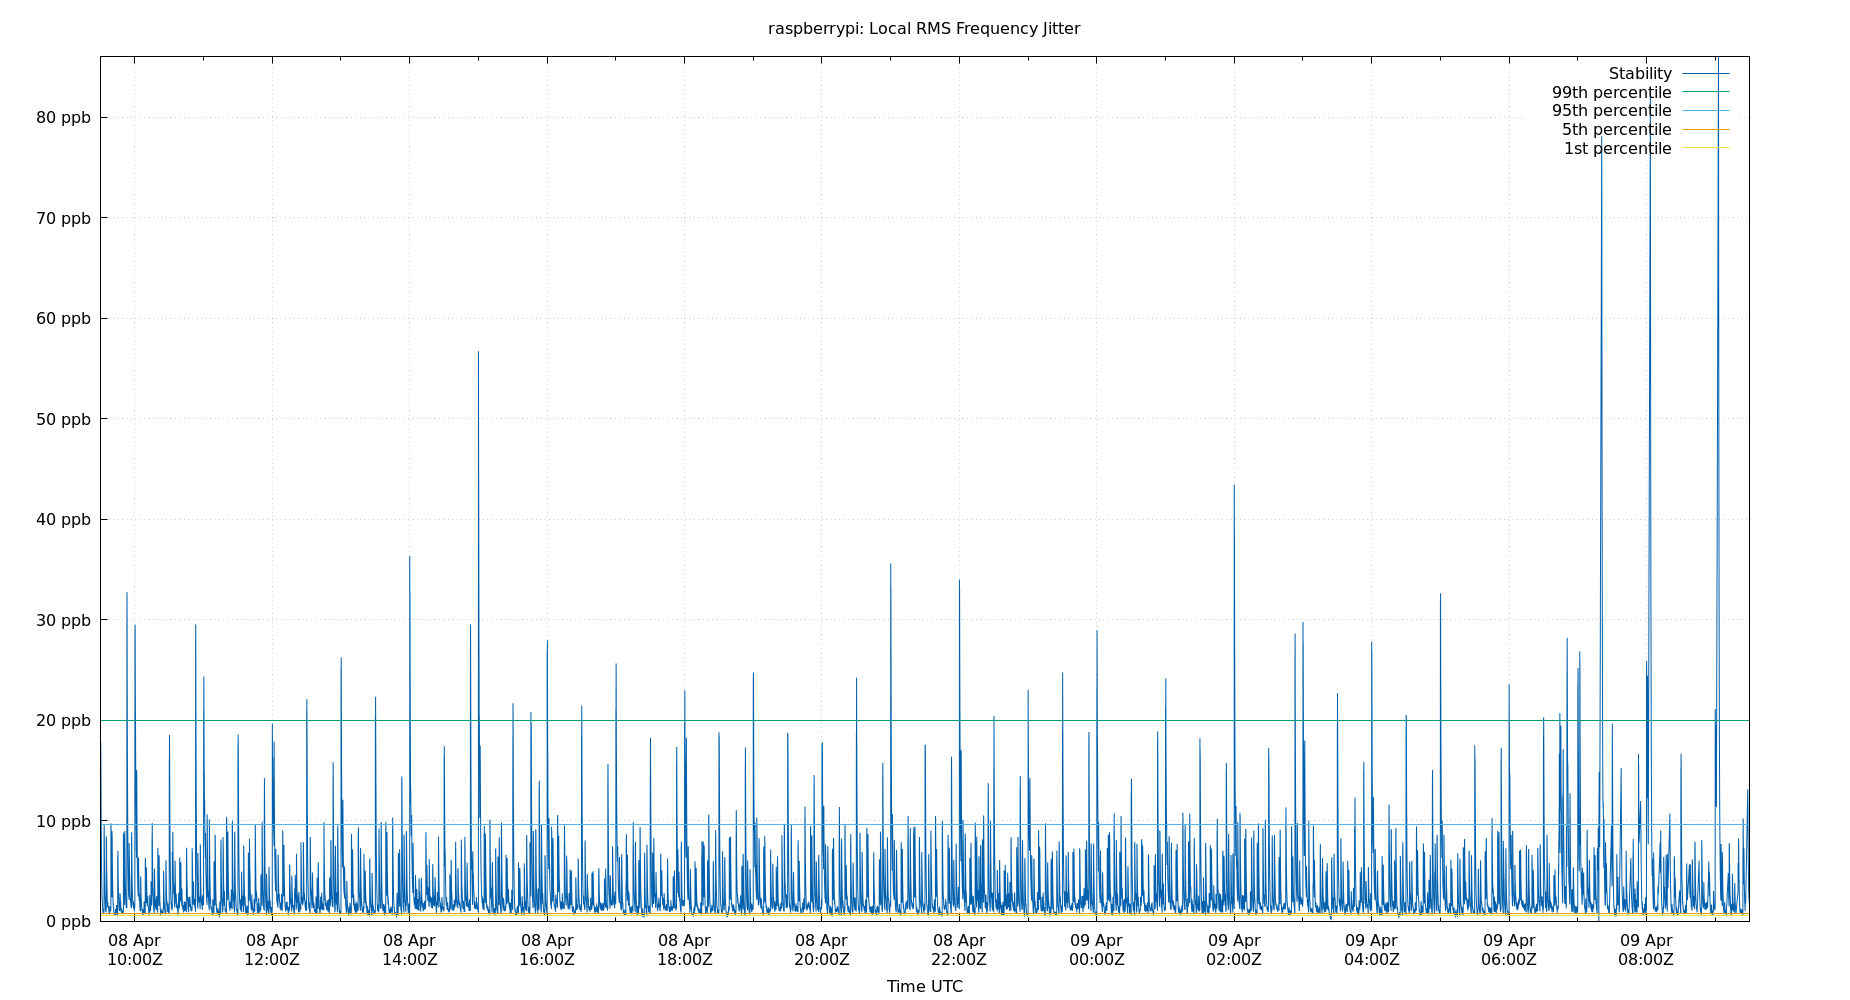 raspberrypi: Local RMS Frequency Jitter
Stability
99th percentile
95th percentile
5th percentile
1st percentile
80 ppb
70 ppb
60 ppb
50 ppb
40 ppb
30 ppb
20 ppb
10 ppb
0 ppb
08 Apr 08 Apr 08 Apr 08 Apr 08 Apr 08 Apr 08 Apr 09 Apr 09 Apr 09 Apr 09 Apr 09 Apr
10:00Z 12:00Z 14:00Z 16:00Z 18:00Z 20:00Z 22:00Z 00:00Z 02:00Z 04:00Z 06:00Z 08:00Z
Time UTC